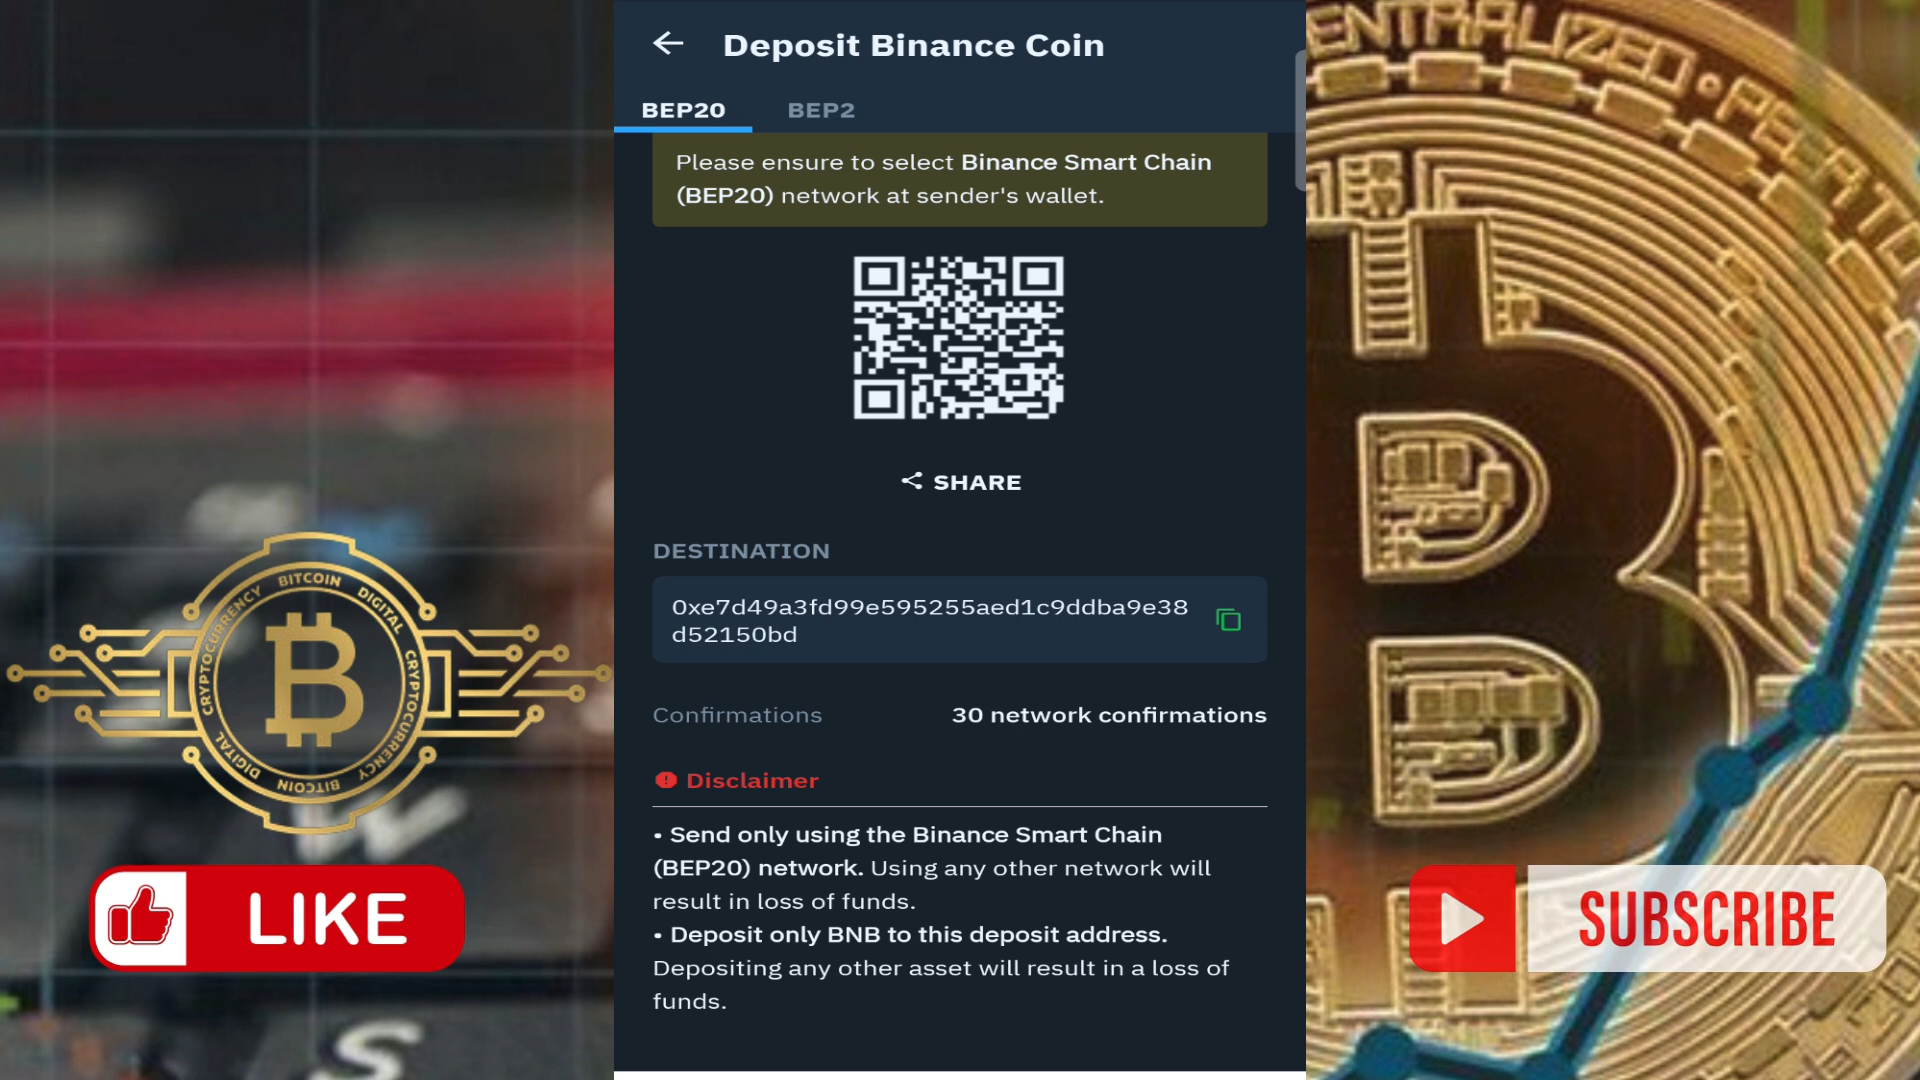 Deposit Binance Coin
BEP20 BEP2
Please ensure to select Binance Smart Chain
(BEP20) network at sender's wallet.
SHARE
DESTINATION
0xe7d49a3fd99e595255aed1c9ddba9e38
d52150bd
Confirmations 30 network confirmations
Disclaimer
• Send only using the Binance Smart Chain
(BEP20) network. Using any other network will
result in loss of funds.
• Deposit only BNB to this deposit address.
Depositing any other asset will result in a loss of
funds.
BITCOIN DIGITAL CRYPTOCURRENCY BITCOIN DIGITAL CRYPTOCURRENCY
LIKE
W
S
ENTRALIZED
SUBSCRIBE